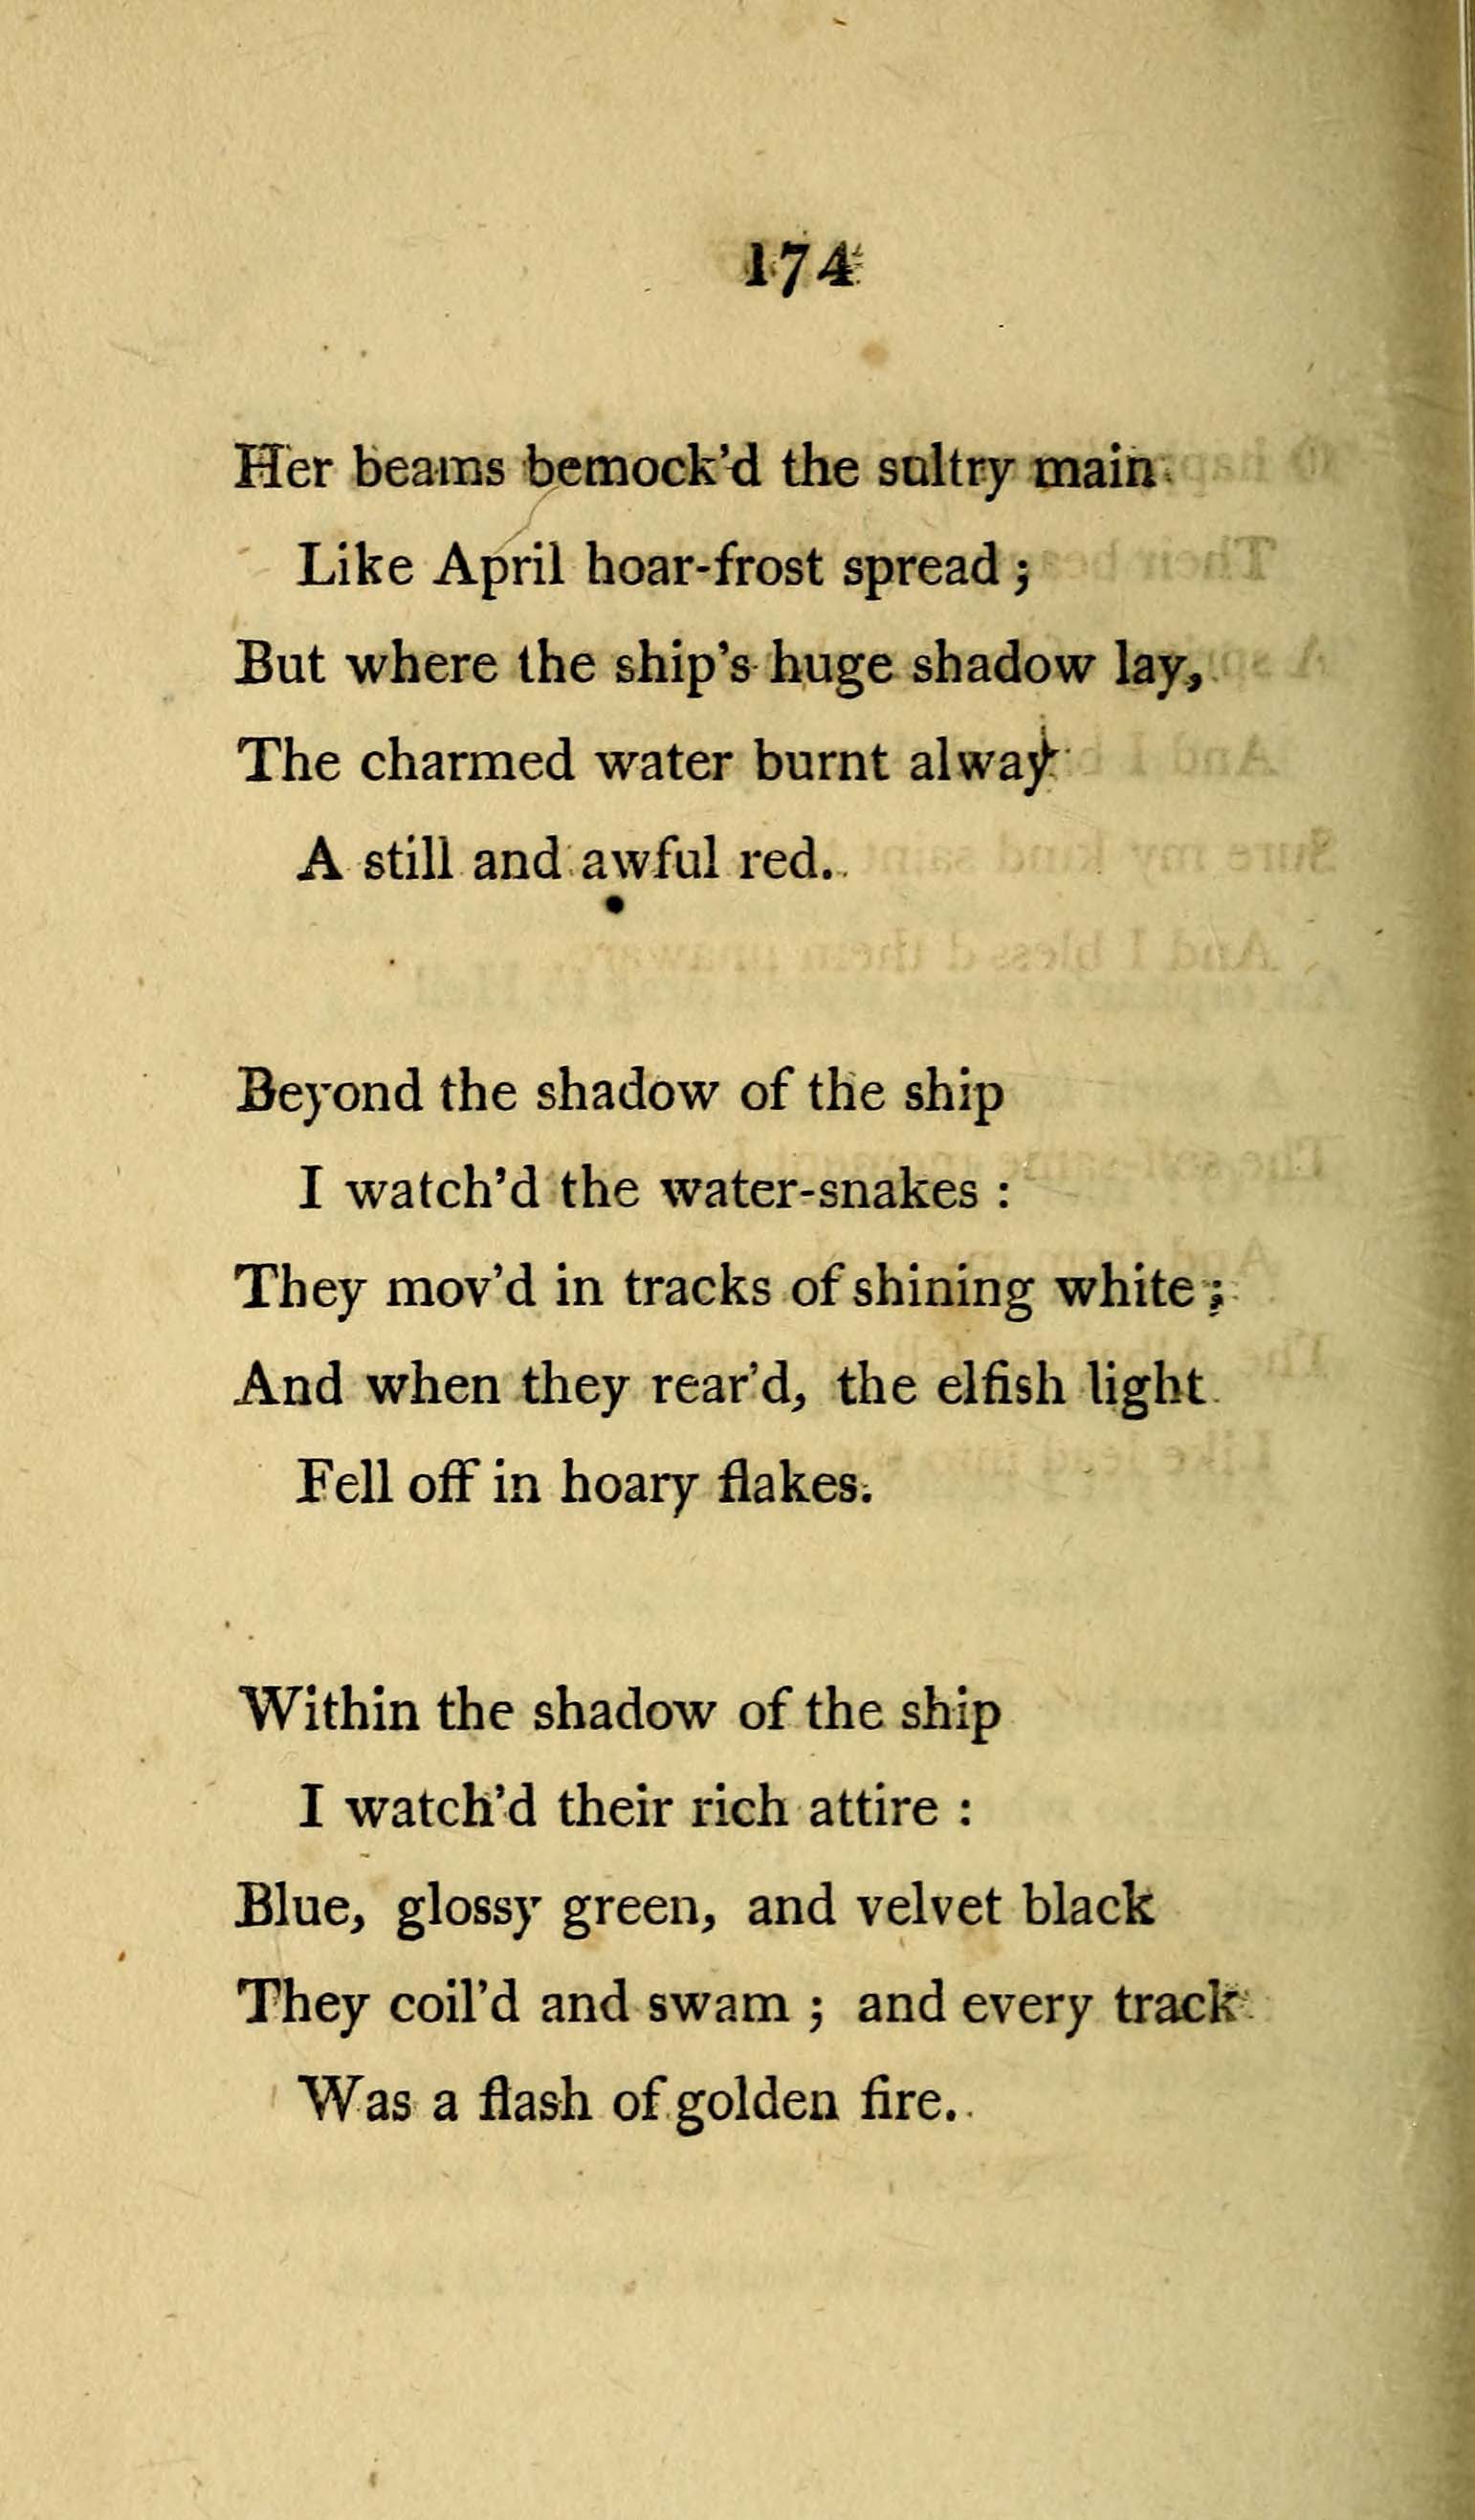 174
Her beams bemock'd the sultry main
Like April hoar-frost spread;
But where the ship's huge shadow lay,
The charmed water burnt alway
A still and awful red.
Beyond the shadow of the ship
I watch'd the water-snakes:
They mov'd in tracks of shining white;
And when they rear'd, the elfish light
Fell off in hoary flakes.
Within the shadow of the ship
I watch'd their rich attire:
Blue, glossy green, and velvet black
They coil'd and swam; and every track
Was a flash of golden fire.